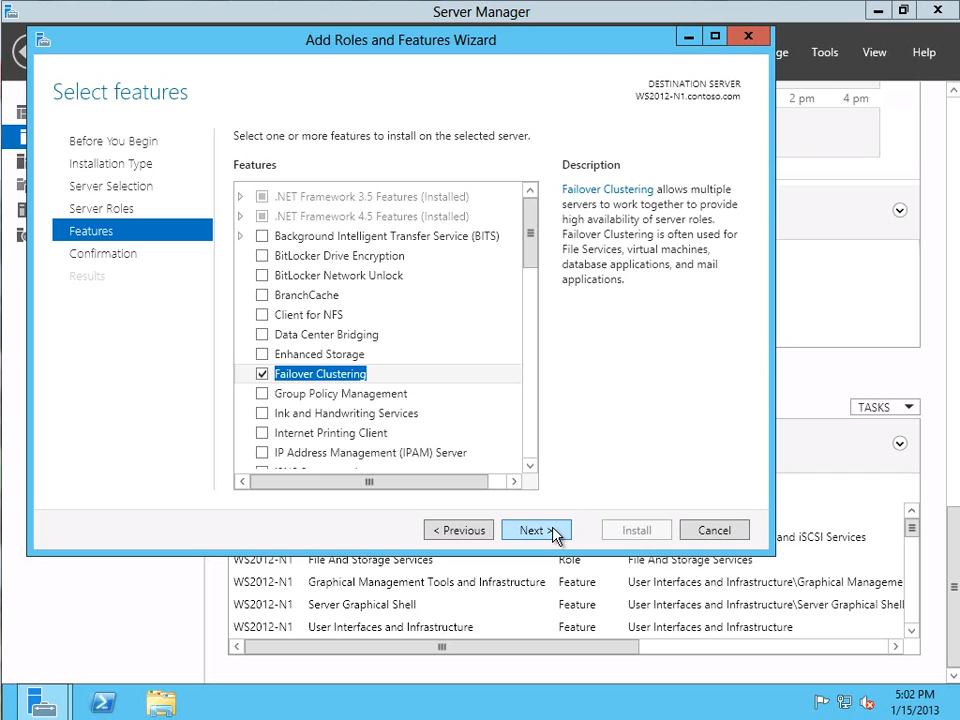 Server Manager
Add Roles and Features Wizard
Tools View Help
Select features
DESTINATION SERVER
WS2012-N1.contoso.com
Before You Begin
Installation Type
Server Selection
Server Roles
Features
Confirmation
Results
Select one or more features to install on the selected server.
Features
.NET Framework 3.5 Features (Installed)
.NET Framework 4.5 Features (Installed)
Background Intelligent Transfer Service (BITS)
BitLocker Drive Encryption
BitLocker Network Unlock
BranchCache
Client for NFS
Data Center Bridging
Enhanced Storage
Failover Clustering
Group Policy Management
Ink and Handwriting Services
Internet Printing Client
IP Address Management (IPAM) Server
Description
Failover Clustering allows multiple
servers to work together to provide
high availability of server roles.
Failover Clustering is often used for
File Services, virtual machines,
database applications, and mail
applications.
< Previous Next > Install Cancel
2 pm 4 pm
TASKS
and iSCSI Services
WS2012-N1 File And Storage Services Role File And Storage Services
WS2012-N1 Graphical Management Tools and Infrastructure Feature User Interfaces and Infrastructure\Graphical Manageme
WS2012-N1 Server Graphical Shell Feature User Interfaces and Infrastructure\Server Graphical Shell
WS2012-N1 User Interfaces and Infrastructure Feature User Interfaces and Infrastructure
5:02 PM
1/15/2013